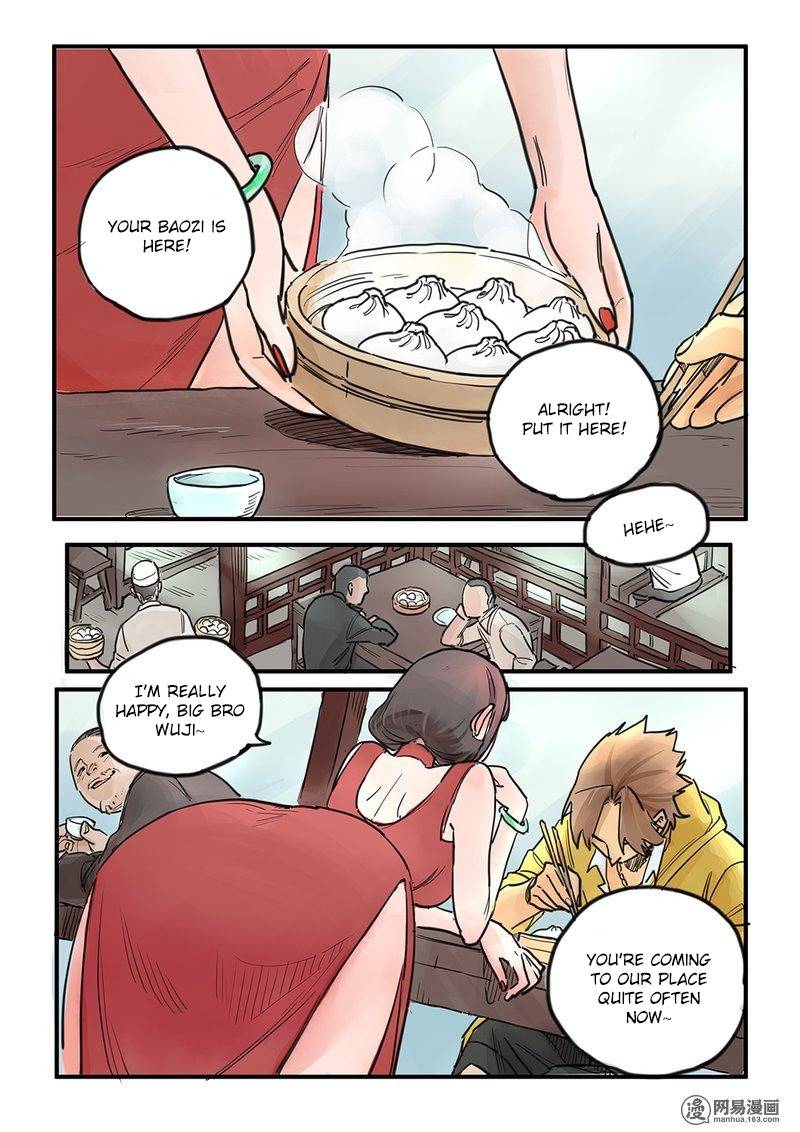 YOUR BAOZI IS
HERE!
ALRIGHT!
PUT IT HERE!
HEHE~
I'M REALLY
HAPPY, BIG BRO
WUJI~
YOU'RE COMING
TO OUR PLACE
QUITE OFTEN
NOW~
漫 网易漫画
manhua.163.com